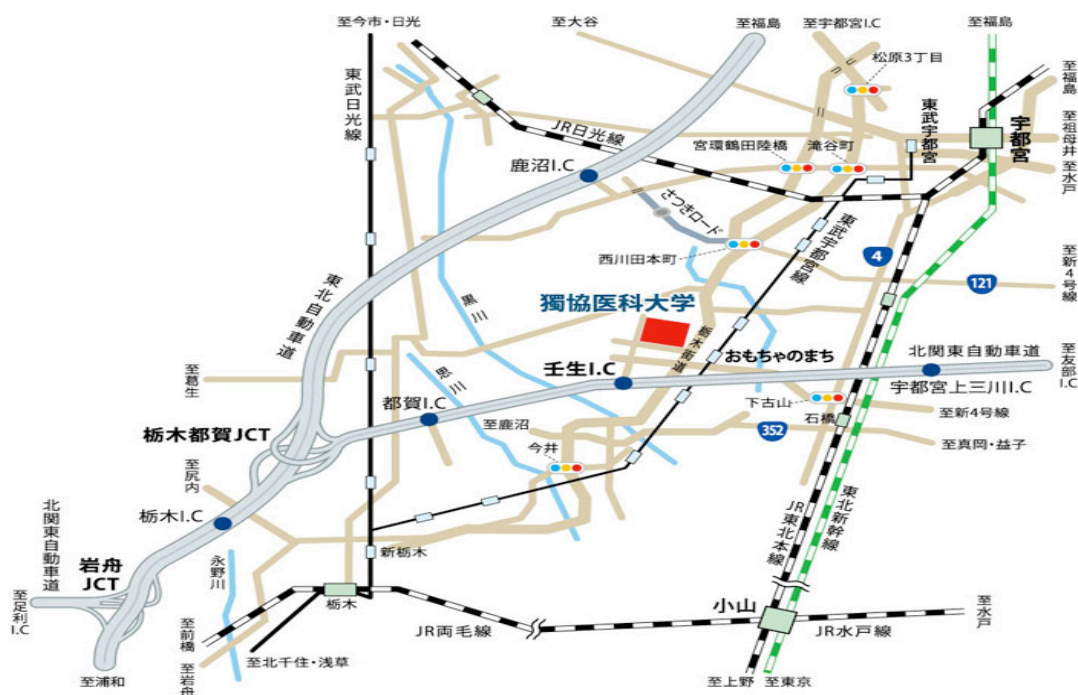 至今市・日光
至大谷
至福島
至宇都宮I.C
至福島
松原3丁目
至福島
東武日光線
東武宇都宮
宇都宮
至祖母井
至水戸
JR日光線
宮環鶴田陸橋
滝谷町
鹿沼I.C
さつきロード
東武宇都宮線
西川田本町
4
121
至新4号線
東北自動車道
黒川
獨協医科大学
栃木街道
おもちゃのまち
北関東自動車道
至友部I.C
至葛生
思川
壬生I.C
宇都宮上三川I.C
都賀I.C
下古山
石橋
至新4号線
栃木都賀JCT
至鹿沼
352
至真岡・益子
今井
至尻内
栃木I.C
北関東自動車道
JR東北本線
東北新幹線
新栃木
永野川
岩舟
JCT
至足利I.C
栃木
小山
至水戸
至前橋
JR両毛線
JR水戸線
至北千住・浅草
至岩舟
至浦和
至上野
至東京